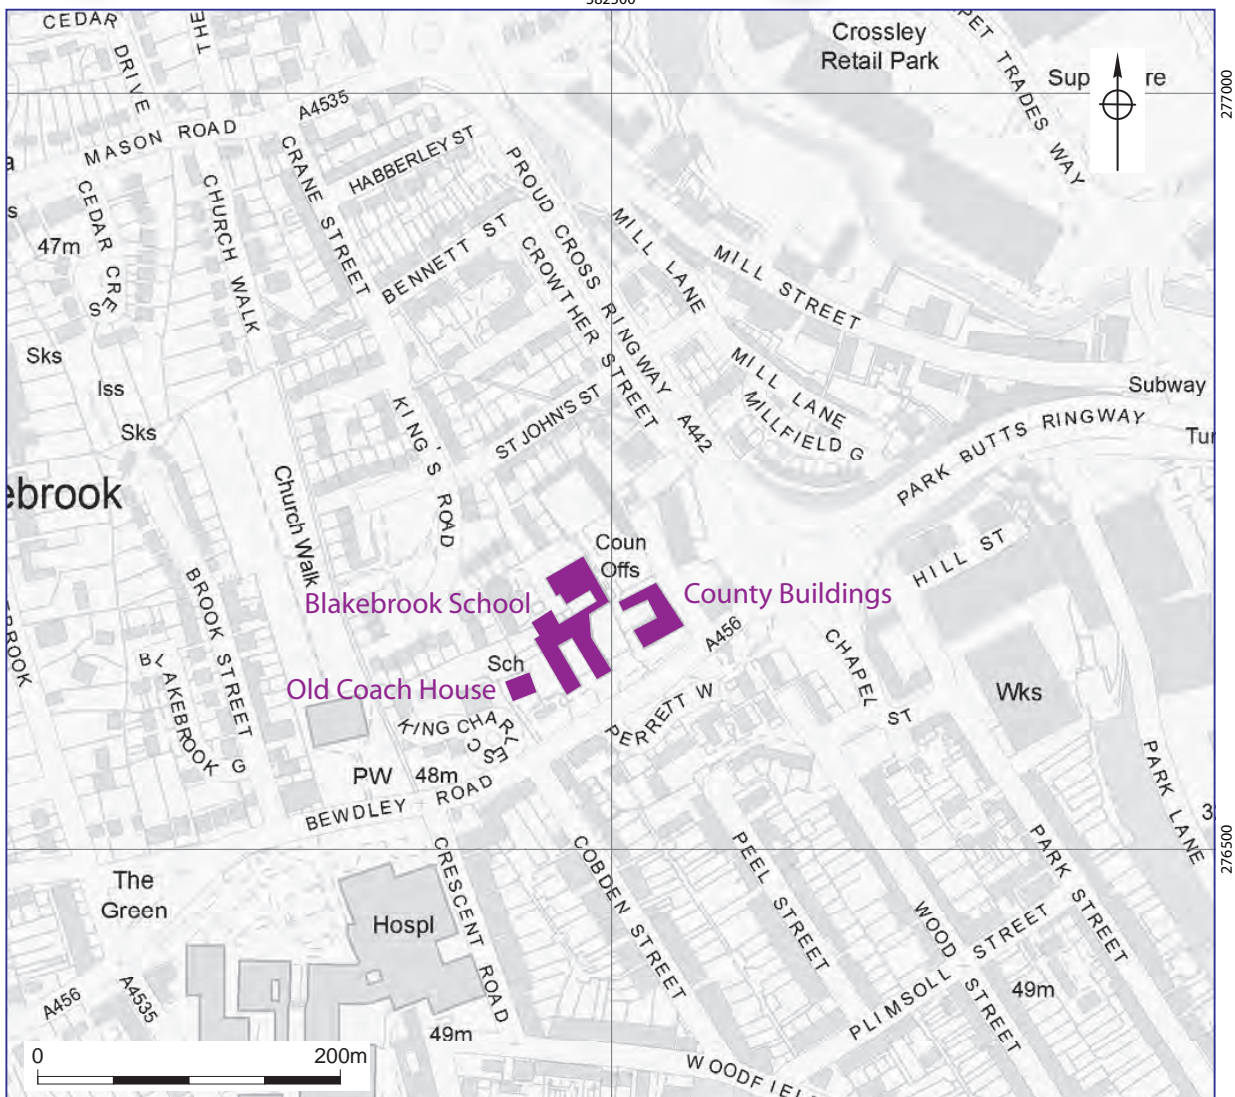 382500
CEDAR DRIVE
THE
Crossley
Retail Park
PET TRADES WAY
Sup
re
277000
A4535
MASON ROAD
HABBERLEY ST
CRANE STREET
CEDAR CRES
CHURCH WALK
PROUD CROSS RINGWAY
a
s
47m
BENNETT ST
CROWTHER STREET
MILL LANE
MILL STREET
Sks
Iss
Sks
KING'S ROAD
ST JOHN'S ST
A442
MILL LANE
MILLFIELD G
Subway
PARK BUTTS RINGWAY
Tur
ebrook
Church Walk
Coun
Offs
HILL ST
Blakebrook School
County Buildings
A456
BROOK STREET
BROOK
BLAKEBROOK G
Sch
Old Coach House
CHAPEL ST
Wks
KING CHARLES C
PERRETT W
PW
48m
BEWDLEY ROAD
PARK LANE
3
276500
The
Green
Hospl
CRESCENT ROAD
COBDEN STREET
PEEL STREET
WOOD STREET
PARK STREET
PLIMSOLL STREET
A456
A4535
49m
49m
WOODFIEL
0
200m